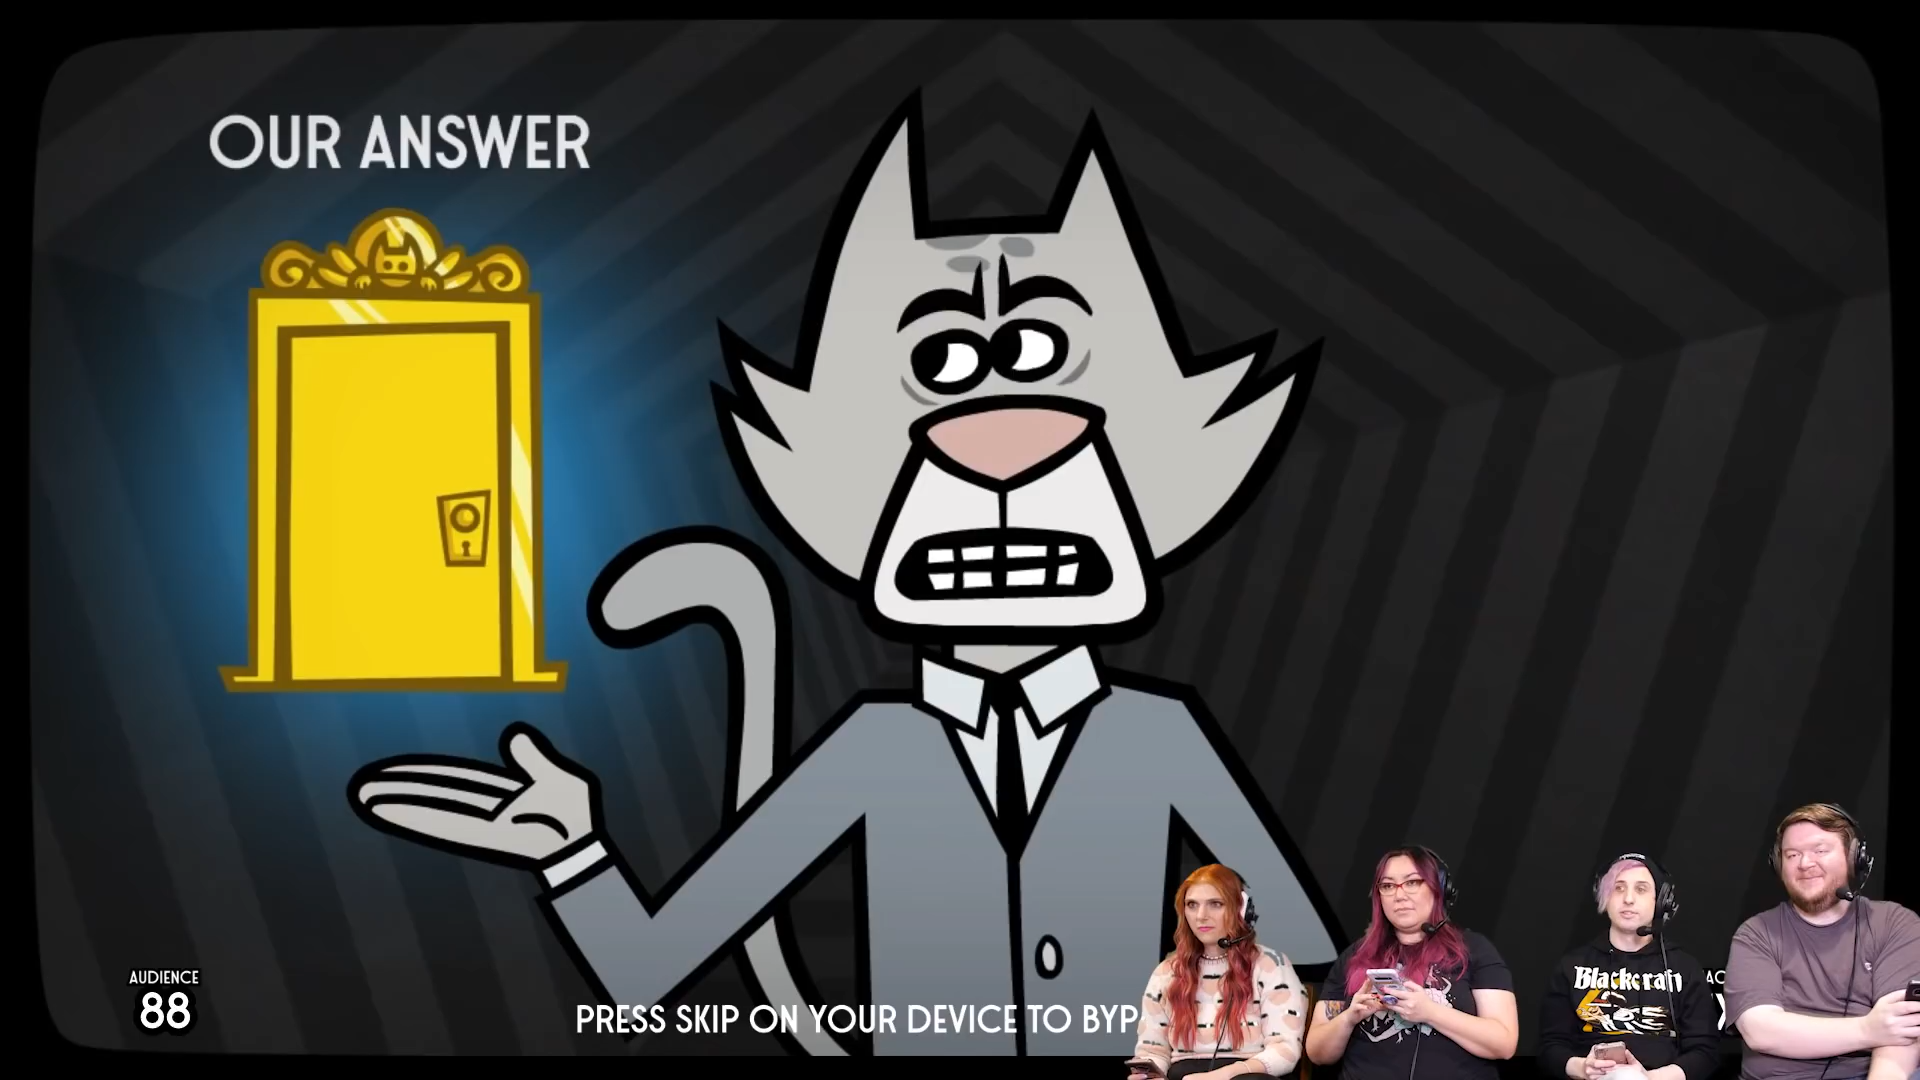 OUR ANSWER
AUDIENCE
88
PRESS SKIP ON YOUR DEVICE TO BYP
Blackcraft